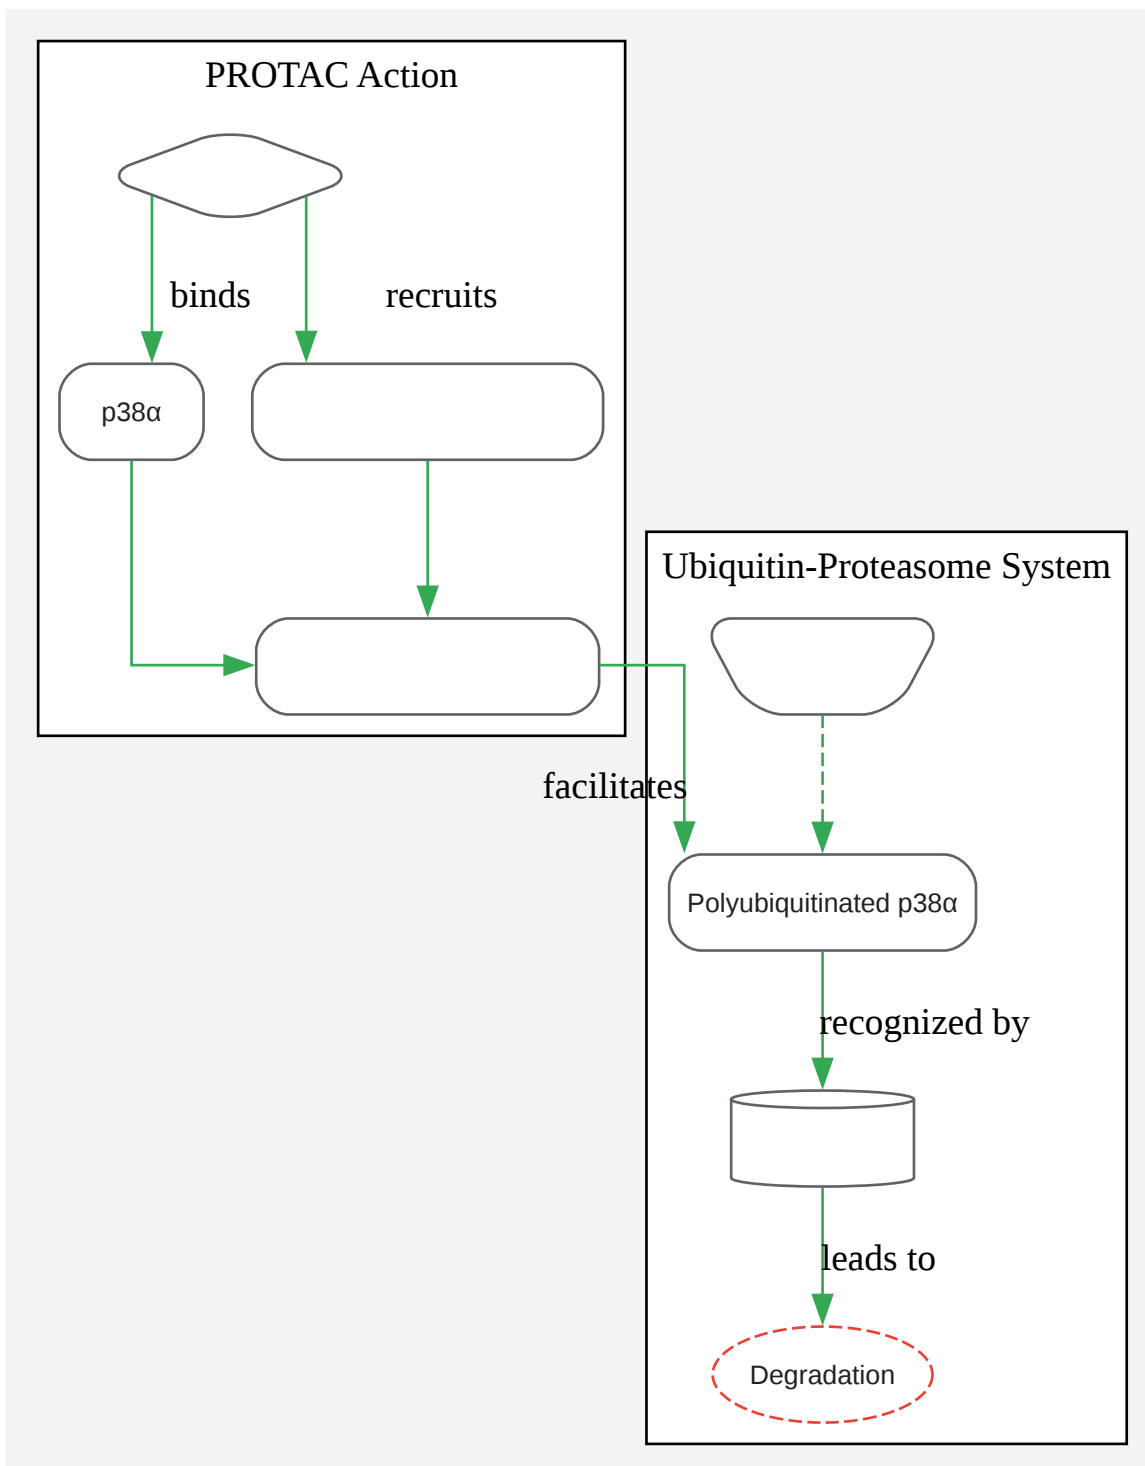 PROTAC Action
binds
recruits
p38α
Ubiquitin-Proteasome System
facilitates
Polyubiquitinated p38α
recognized by
leads to
Degradation